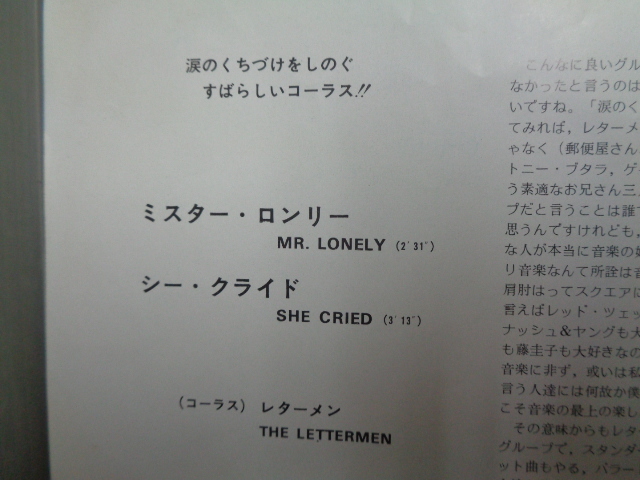 涙のくちづけをしのぐ
すばらしいコーラス!!
ミスター・ロンリー
MR. LONELY (2′31″)
シー・クライド
SHE CRIED (3′13″)
(コーラス) レターメン
THE LETTERMEN
こんなに良いグル
なかったと言うのは
いですね。「涙のく
てみれば，レターメ
ゃなく（郵便屋さん
トニー・ブタラ，ゲ
う素適なお兄さん三
プだと言うことは誰
思うんですけれども，
な人が本当に音楽の
リ音楽なんて所詮は音
肩肘はってスクエアに
言えばレッド・ツェッ
ナッシュ&ヤングも大
も藤圭子も大好きなの
音楽に非ず，或いは私
言う人達には何故か僕
こそ音楽の最上の楽し
その意味からもレター
グループで，スタンダー
ット曲もやる，バラー